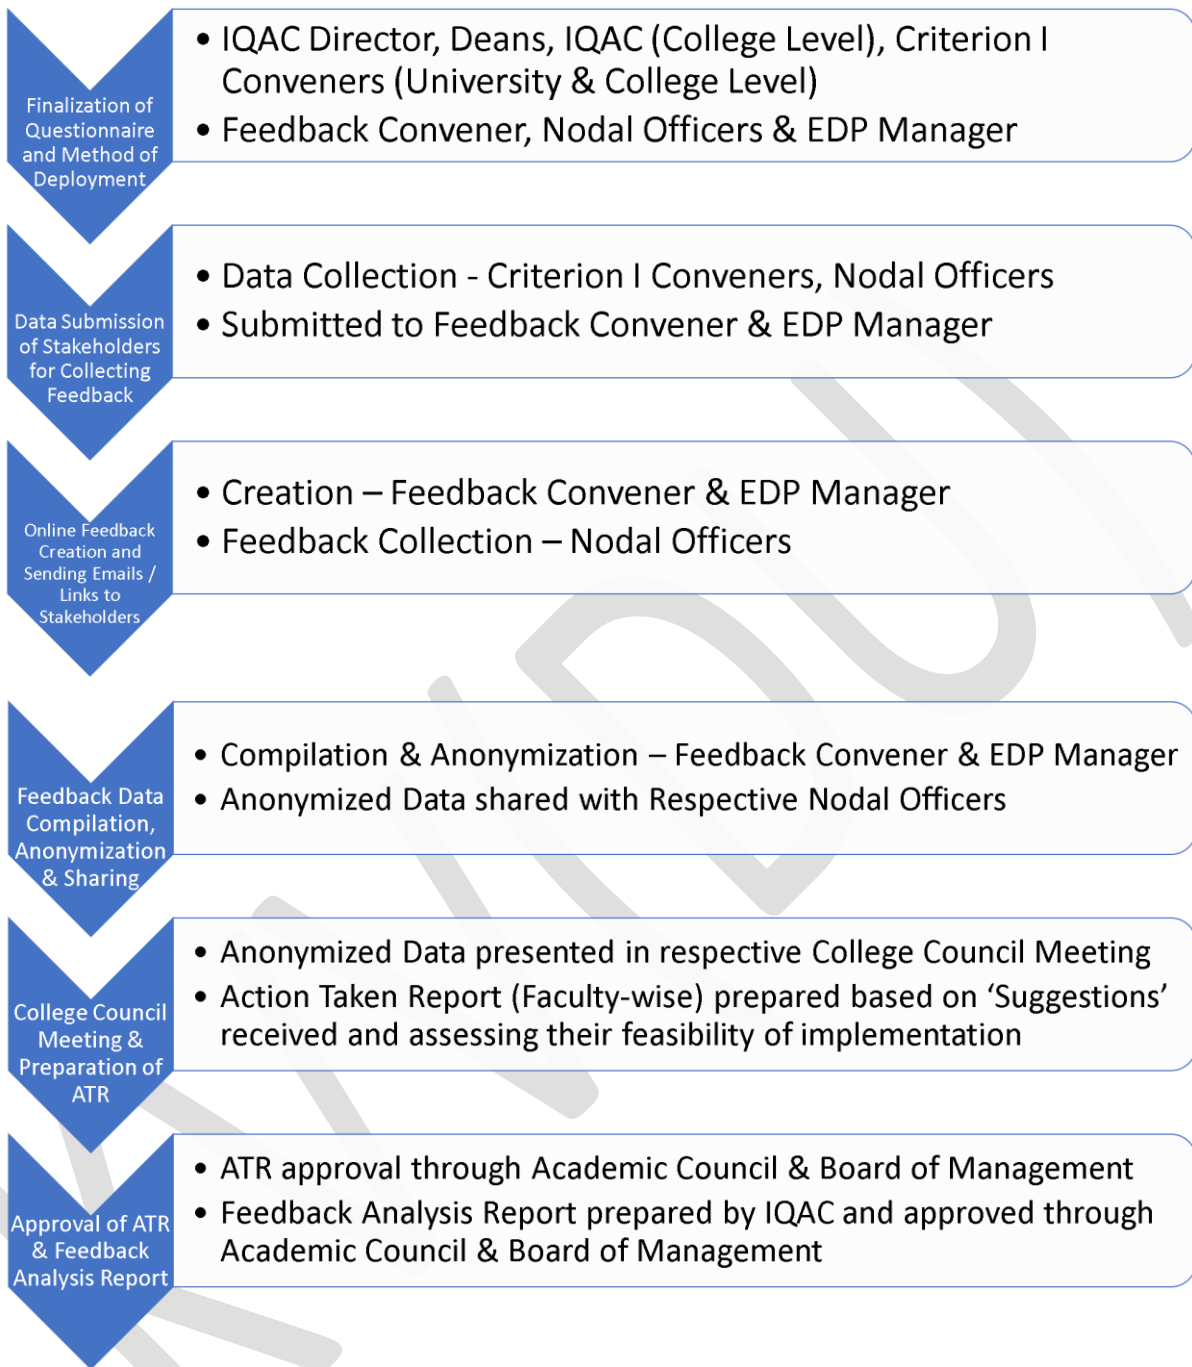 Finalization of
Questionnaire
and Method of
Deployment
• IQAC Director, Deans, IQAC (College Level), Criterion I
Conveners (University & College Level)
• Feedback Convener, Nodal Officers & EDP Manager
Data Submission
of Stakeholders
for Collecting
Feedback
• Data Collection - Criterion I Conveners, Nodal Officers
• Submitted to Feedback Convener & EDP Manager
Online Feedback
Creation and
Sending Emails /
Links to
Stakeholders
• Creation – Feedback Convener & EDP Manager
• Feedback Collection – Nodal Officers
Feedback Data
Compilation,
Anonymization
& Sharing
• Compilation & Anonymization – Feedback Convener & EDP Manager
• Anonymized Data shared with Respective Nodal Officers
College Council
Meeting &
Preparation of
ATR
• Anonymized Data presented in respective College Council Meeting
• Action Taken Report (Faculty-wise) prepared based on ‘Suggestions’
received and assessing their feasibility of implementation
Approval of ATR
& Feedback
Analysis Report
• ATR approval through Academic Council & Board of Management
• Feedback Analysis Report prepared by IQAC and approved through
Academic Council & Board of Management